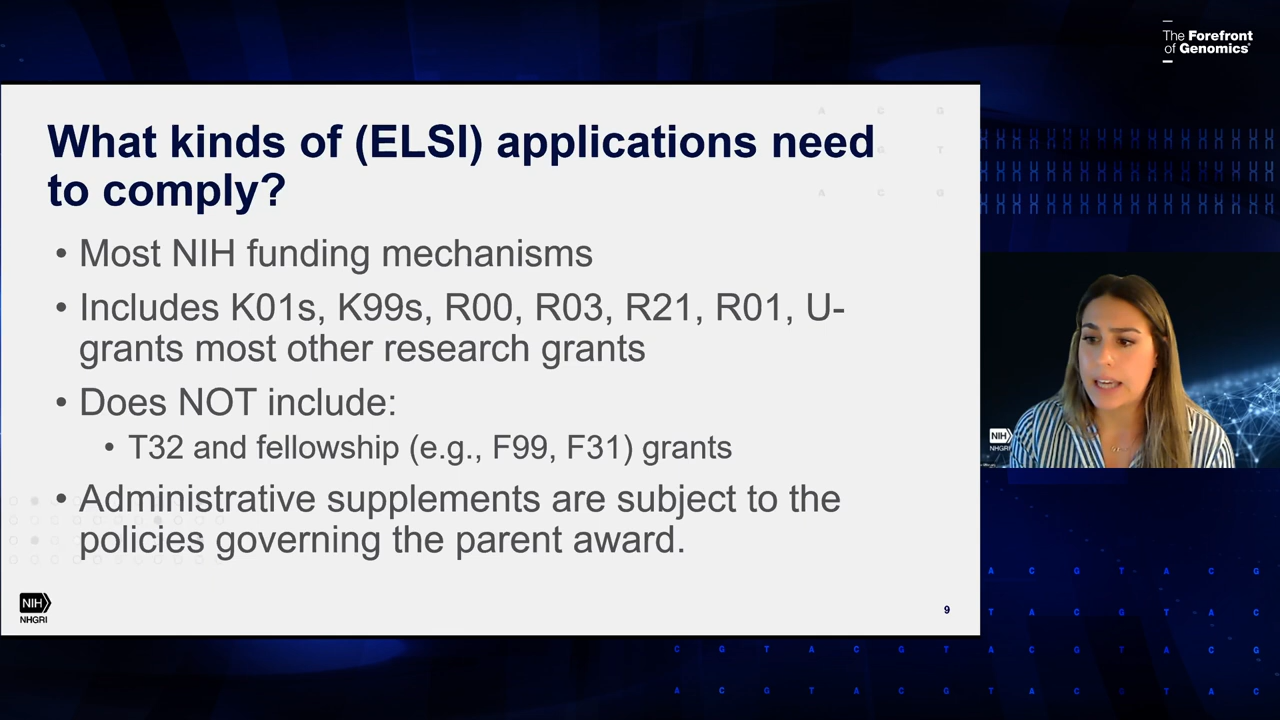 The Forefront
of Genomics®
What kinds of (ELSI) applications need
to comply?
• Most NIH funding mechanisms
• Includes K01s, K99s, R00, R03, R21, R01, U-
grants most other research grants
• Does NOT include:
• T32 and fellowship (e.g., F99, F31) grants
• Administrative supplements are subject to the
policies governing the parent award.
NIH
NHGRI
9
NIH
NHGRI
A C G
G T
A C G
A C G T A C G
T A C G T A C
C G T A C G T A C G T A C G
A C G T A C G T A C G T A C